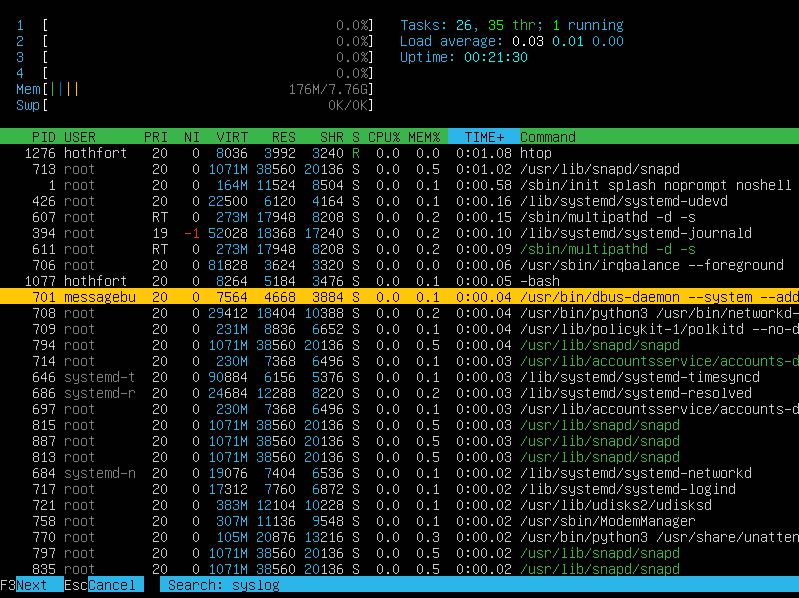 1 [ 0.0%] Tasks: 26, 35 thr; 1 running
2 [ 0.0%] Load average: 0.03 0.01 0.00
3 [ 0.0%] Uptime: 00:21:30
4 [ 0.0%]
Mem[|||| 176M/7.76G]
Swp[ 0K/0K]
PID USER PRI NI VIRT RES SHR S CPU% MEM% TIME+ Command
1276 hothfort 20 0 8036 3992 3240 R 0.0 0.0 0:01.08 htop
713 root 20 0 1071M 38560 20136 S 0.0 0.5 0:01.02 /usr/lib/snapd/snapd
1 root 20 0 164M 11524 8504 S 0.0 0.1 0:00.58 /sbin/init splash noprompt noshell
426 root 20 0 22500 6120 4164 S 0.0 0.1 0:00.16 /lib/systemd/systemd-udevd
607 root RT 0 273M 17948 8208 S 0.0 0.2 0:00.15 /sbin/multipathd -d -s
394 root 19 -1 52028 18368 17240 S 0.0 0.2 0:00.10 /lib/systemd/systemd-journald
611 root RT 0 273M 17948 8208 S 0.0 0.2 0:00.09 /sbin/multipathd -d -s
706 root 20 0 81828 3624 3320 S 0.0 0.0 0:00.06 /usr/sbin/irqbalance --foreground
1077 hothfort 20 0 8264 5184 3476 S 0.0 0.1 0:00.05 -bash
701 messagebu 20 0 7564 4668 3884 S 0.0 0.1 0:00.04 /usr/bin/dbus-daemon --system --add
708 root 20 0 29412 18404 10388 S 0.0 0.2 0:00.04 /usr/bin/python3 /usr/bin/networkd-
709 root 20 0 231M 8836 6652 S 0.0 0.1 0:00.04 /usr/lib/policykit-1/polkitd --no-d
794 root 20 0 1071M 38560 20136 S 0.0 0.5 0:00.04 /usr/lib/snapd/snapd
714 root 20 0 230M 7368 6496 S 0.0 0.1 0:00.03 /usr/lib/accountsservice/accounts-d
646 systemd-t 20 0 90884 6156 5376 S 0.0 0.1 0:00.03 /lib/systemd/systemd-timesyncd
686 systemd-r 20 0 24684 12288 8220 S 0.0 0.2 0:00.03 /lib/systemd/systemd-resolved
697 root 20 0 230M 7368 6496 S 0.0 0.1 0:00.03 /usr/lib/accountsservice/accounts-d
815 root 20 0 1071M 38560 20136 S 0.0 0.5 0:00.03 /usr/lib/snapd/snapd
887 root 20 0 1071M 38560 20136 S 0.0 0.5 0:00.03 /usr/lib/snapd/snapd
813 root 20 0 1071M 38560 20136 S 0.0 0.5 0:00.02 /usr/lib/snapd/snapd
684 systemd-n 20 0 19076 7404 6536 S 0.0 0.1 0:00.02 /lib/systemd/systemd-networkd
717 root 20 0 17312 7760 6872 S 0.0 0.1 0:00.02 /lib/systemd/systemd-logind
721 root 20 0 383M 12104 10228 S 0.0 0.1 0:00.02 /usr/lib/udisks2/udisksd
758 root 20 0 307M 11136 9548 S 0.0 0.1 0:00.02 /usr/sbin/ModemManager
770 root 20 0 105M 20876 13216 S 0.0 0.3 0:00.02 /usr/bin/python3 /usr/share/unatten
797 root 20 0 1071M 38560 20136 S 0.0 0.5 0:00.02 /usr/lib/snapd/snapd
835 root 20 0 1071M 38560 20136 S 0.0 0.5 0:00.02 /usr/lib/snapd/snapd
F3Next EscCancel Search: syslog